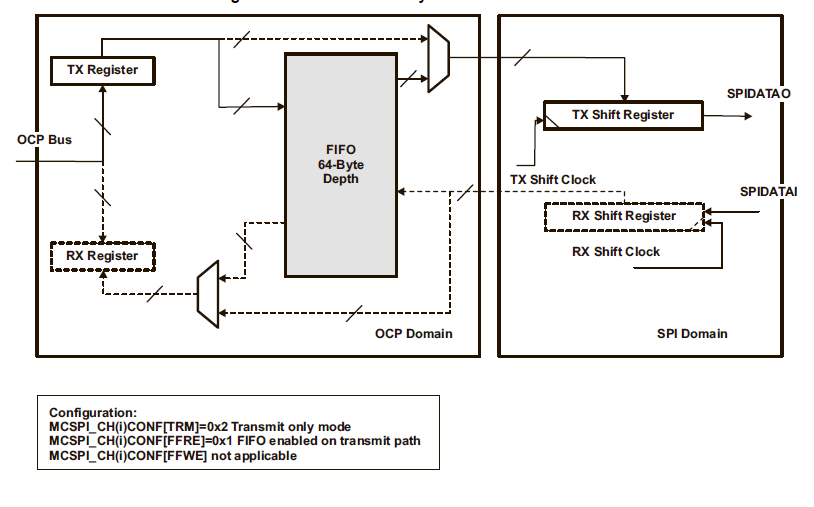 TX Register
OCP Bus
FIFO
64-Byte
Depth
RX Register
OCP Domain
TX Shift Register
SPIDATAO
TX Shift Clock
SPIDATAI
RX Shift Register
RX Shift Clock
SPI Domain
Configuration:
MCSPI_CH(i)CONF[TRM]=0x2 Transmit only mode
MCSPI_CH(i)CONF[FFRE]=0x1 FIFO enabled on transmit path
MCSPI_CH(i)CONF[FFWE] not applicable